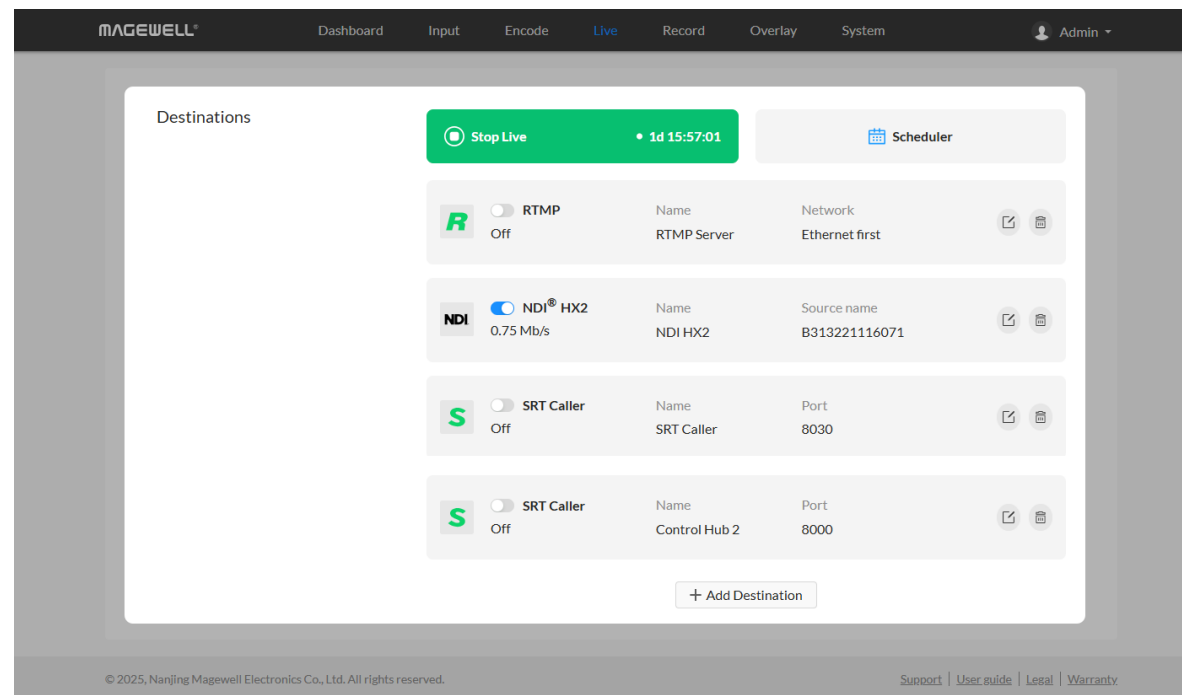 MAGEWELL®
Dashboard Input Encode Live Record Overlay System Admin
Destinations
Stop Live 1d 15:57:01
Scheduler
R RTMP Name Network
Off RTMP Server Ethernet first
NDI NDI® HX2 Name Source name
0.75 Mb/s NDI HX2 B313221116071
S SRT Caller Name Port
Off SRT Caller 8030
S SRT Caller Name Port
Off Control Hub 2 8000
+ Add Destination
© 2025, Nanjing Magewell Electronics Co., Ltd. All rights reserved. Support | User guide | Legal | Warranty